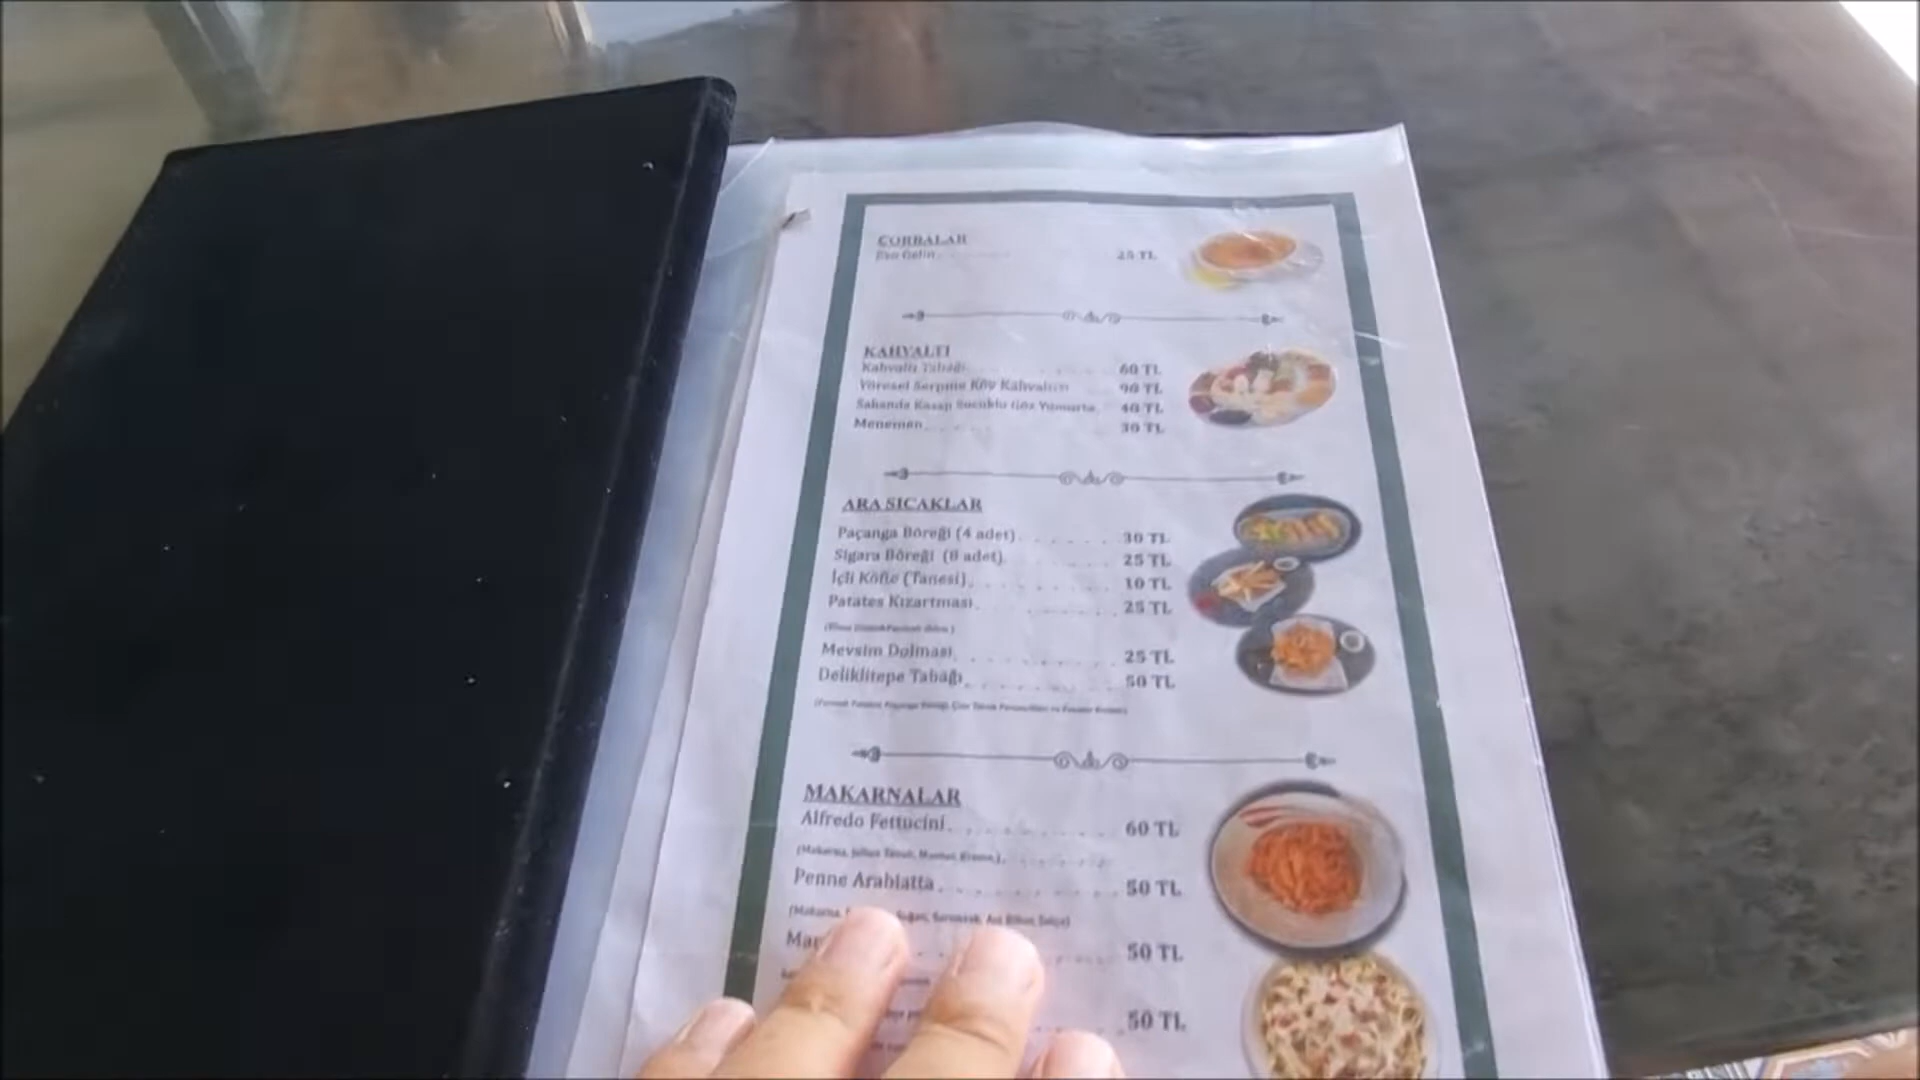 ÇORBALAR
Ezo Gelin 25 TL
KAHVALTI
Kahvaltı Tabağı 60 TL
Yöresel Serpme Köy Kahvaltısı 90 TL
Sahanda Kasap Sucuklu Göz Yumurta 40 TL
Menemen 30 TL
ARA SICAKLAR
Paçanga Böreği (4 adet) 30 TL
Sigara Böreği (8 adet) 25 TL
İçli Köfte (Tanesi) 10 TL
Patates Kızartması 25 TL
Mevsim Dolması 25 TL
Deliklitepe Tabağı 50 TL
MAKARNALAR
Alfredo Fettucini 60 TL
Penne Arabiatta 50 TL
50 TL
50 TL